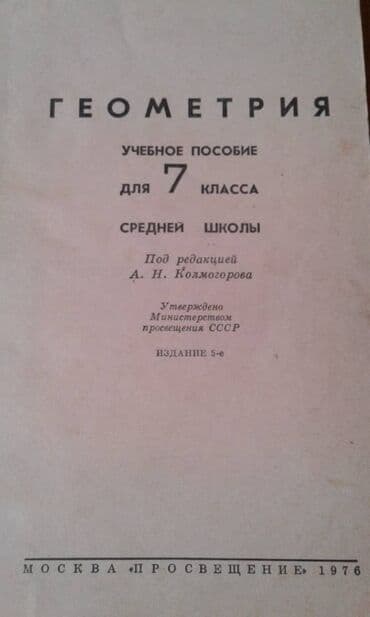 ГЕОМЕТРИЯ
УЧЕБНОЕ ПОСОБИЕ
ДЛЯ 7 КЛАССА
СРЕДНЕЙ ШКОЛЫ
Под редакцией
А. Н. Колмогорова
Утверждено
Министерством
просвещения СССР
ИЗДАНИЕ 5-е
МОСКВА «ПРОСВЕЩЕНИЕ» 1976